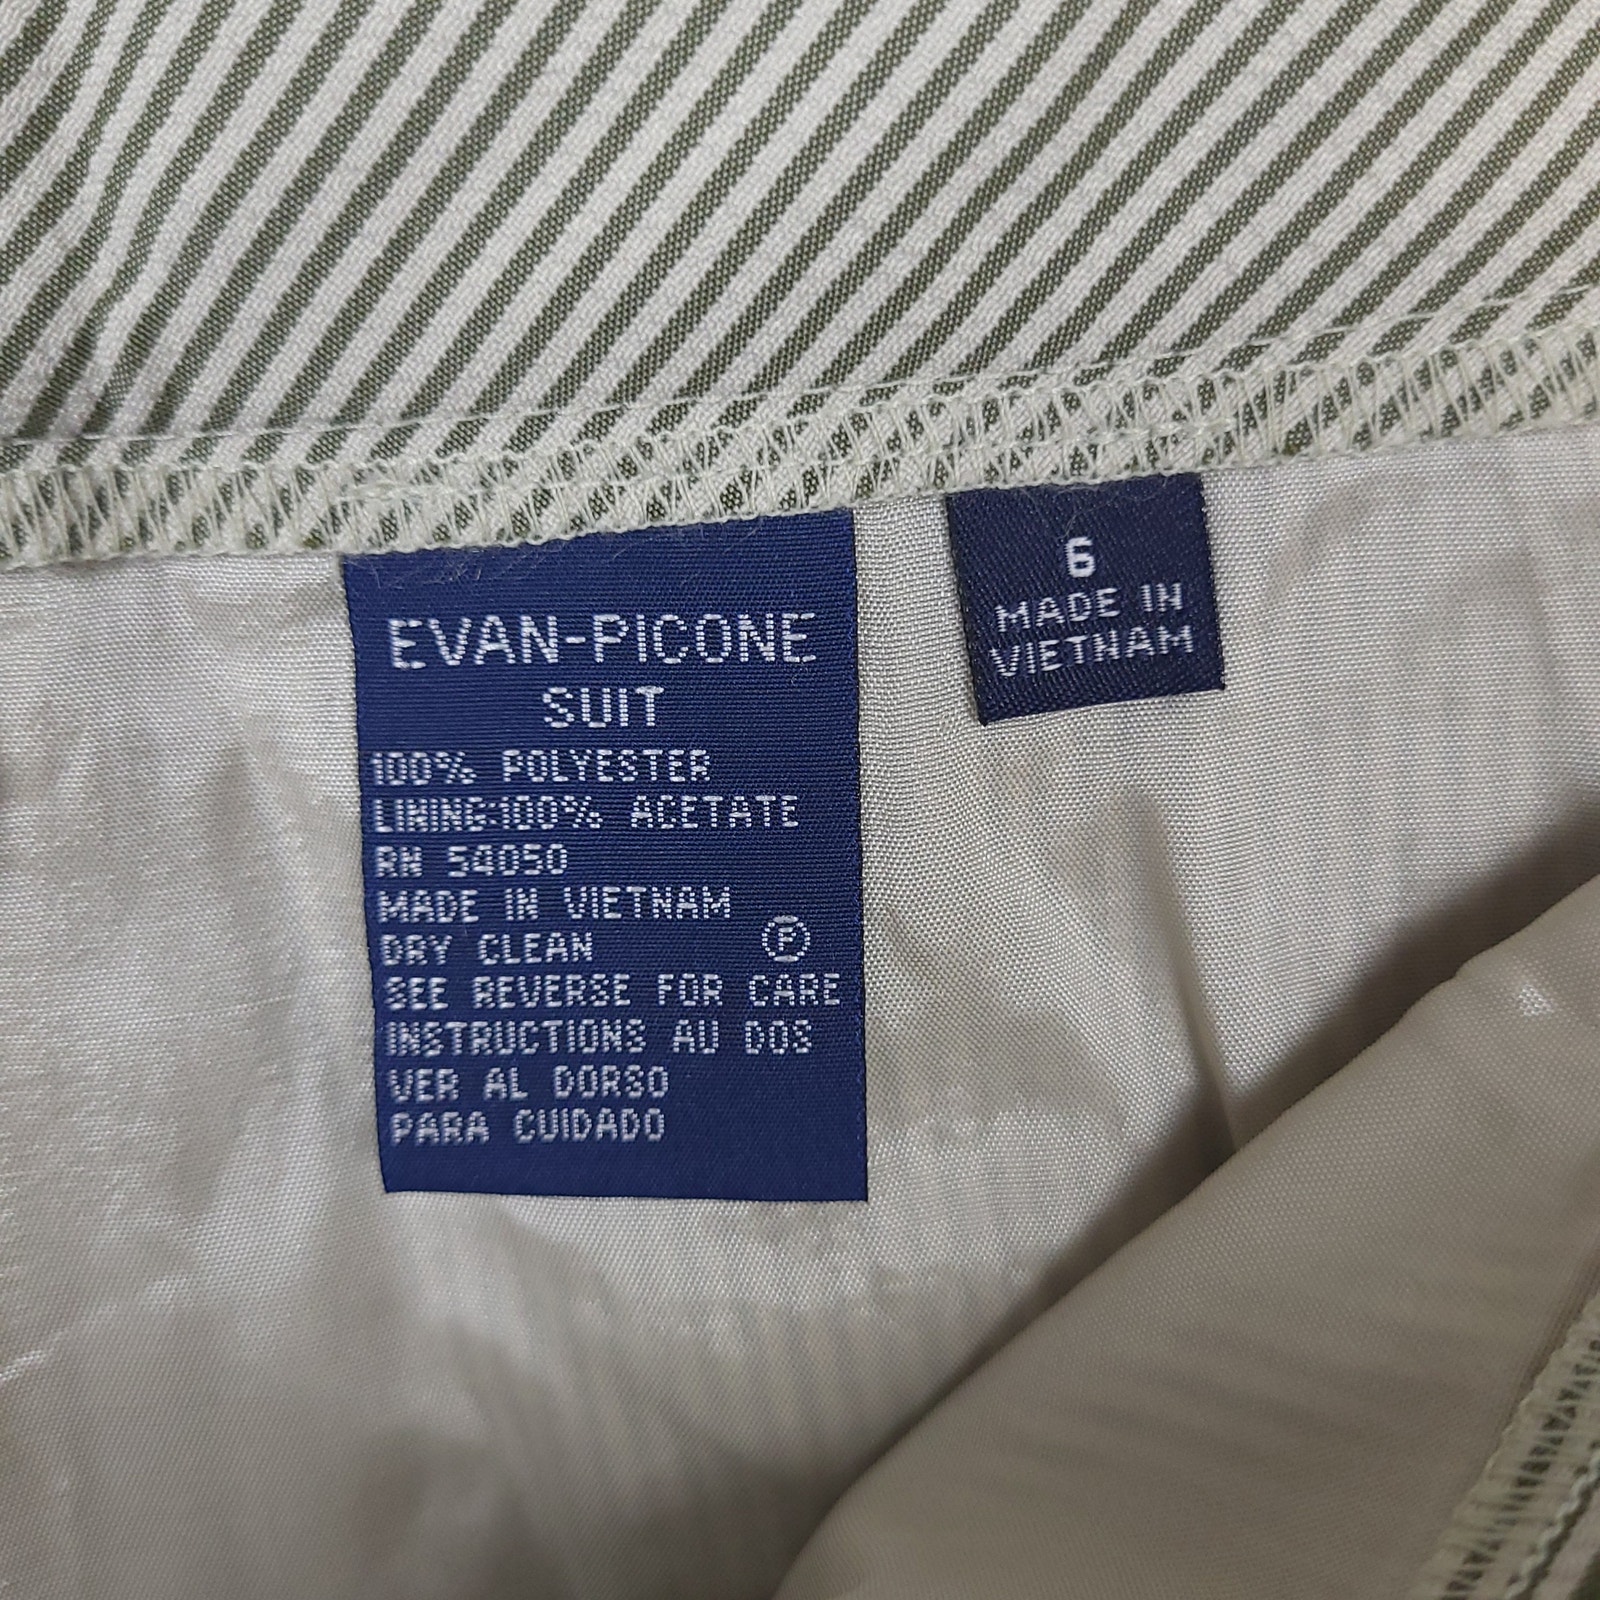 EVAN-PICONE
SUIT
100% POLYESTER
LINING:100% ACETATE
RN 54050
MADE IN VIETNAM
DRY CLEAN Ⓟ
SEE REVERSE FOR CARE
INSTRUCTIONS AU DOS
VER AL DORSO
PARA CUIDADO
6
MADE IN
VIETNAM